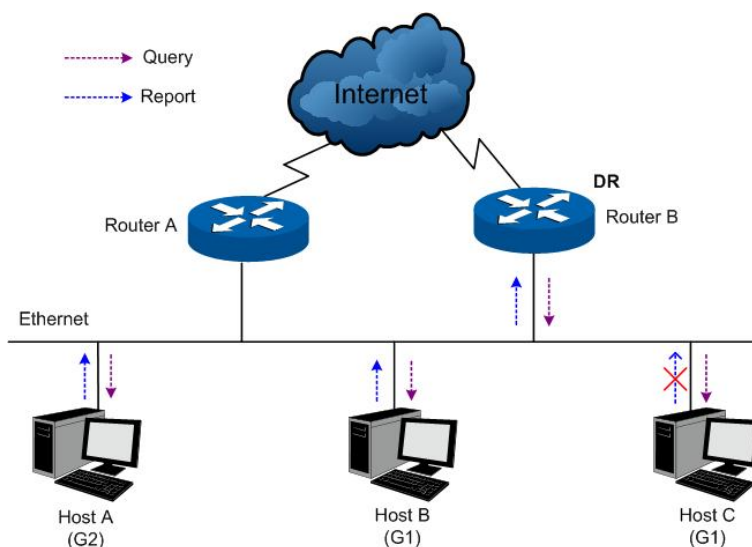 Query
Report
Internet
DR
Router A
Router B
Ethernet
Host A
(G2)
Host B
(G1)
Host C
(G1)